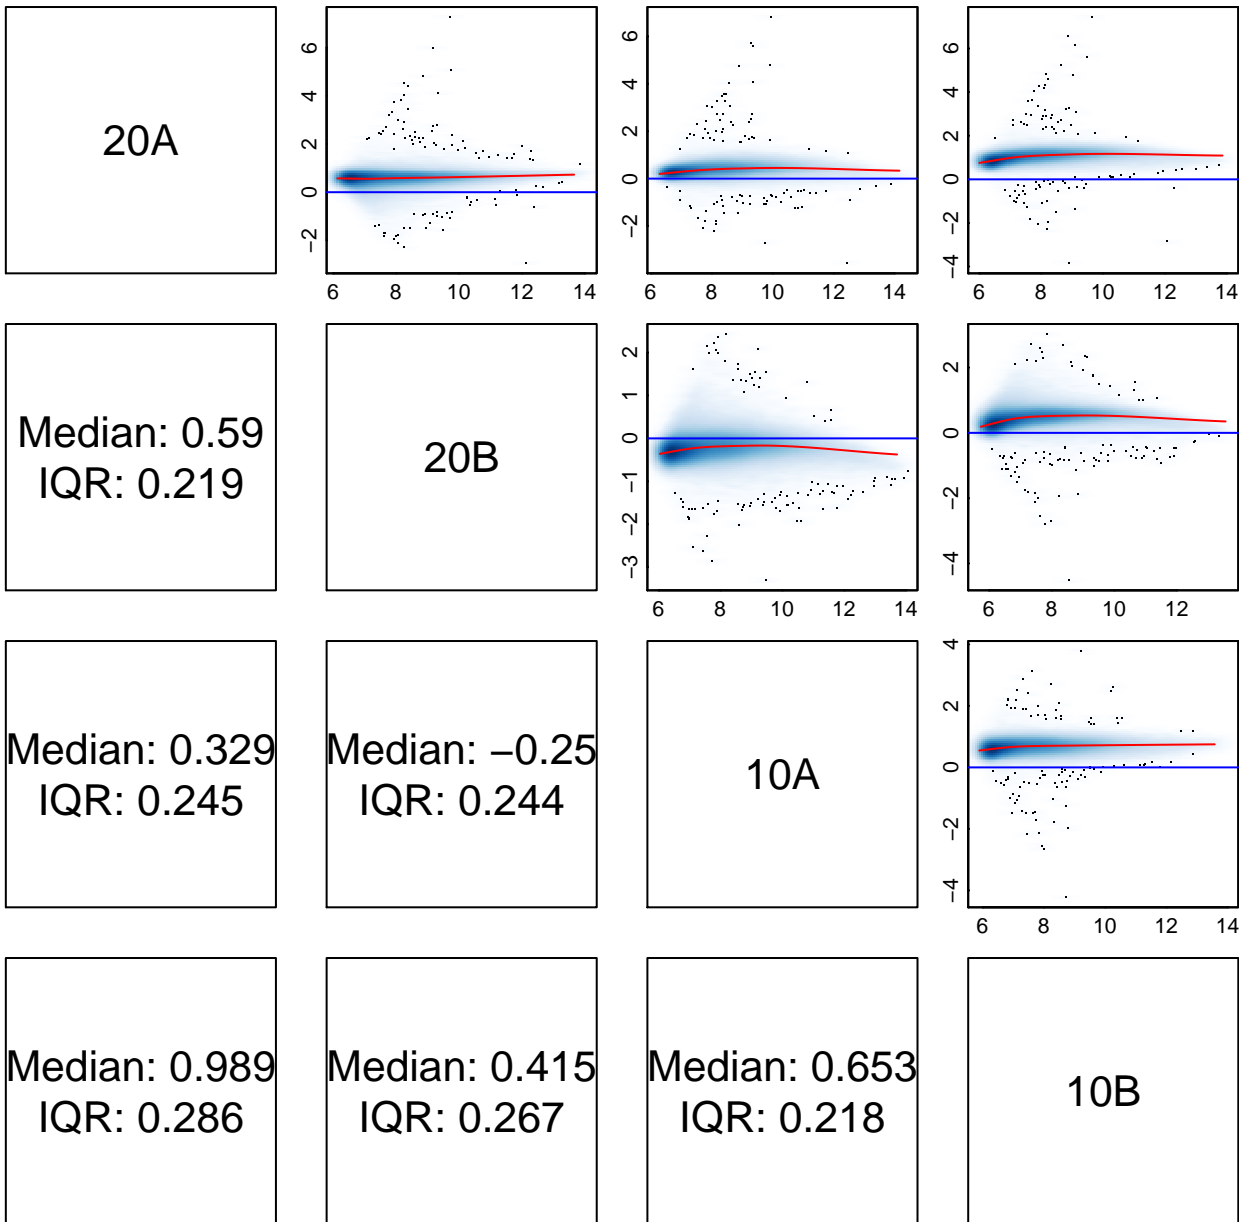 20A
6
4
2
0
−2
6 8 10 12 14
6
4
2
0
−2
6 8 10 12 14
6
4
2
0
−2
−4
6 8 10 12 14
Median: 0.59
IQR: 0.219
20B
2
1
0
−1
−2
−3
6 8 10 12 14
2
0
−2
−4
6 8 10 12
Median: 0.329
IQR: 0.245
Median: −0.25
IQR: 0.244
10A
4
2
0
−2
−4
6 8 10 12 14
Median: 0.989
IQR: 0.286
Median: 0.415
IQR: 0.267
Median: 0.653
IQR: 0.218
10B